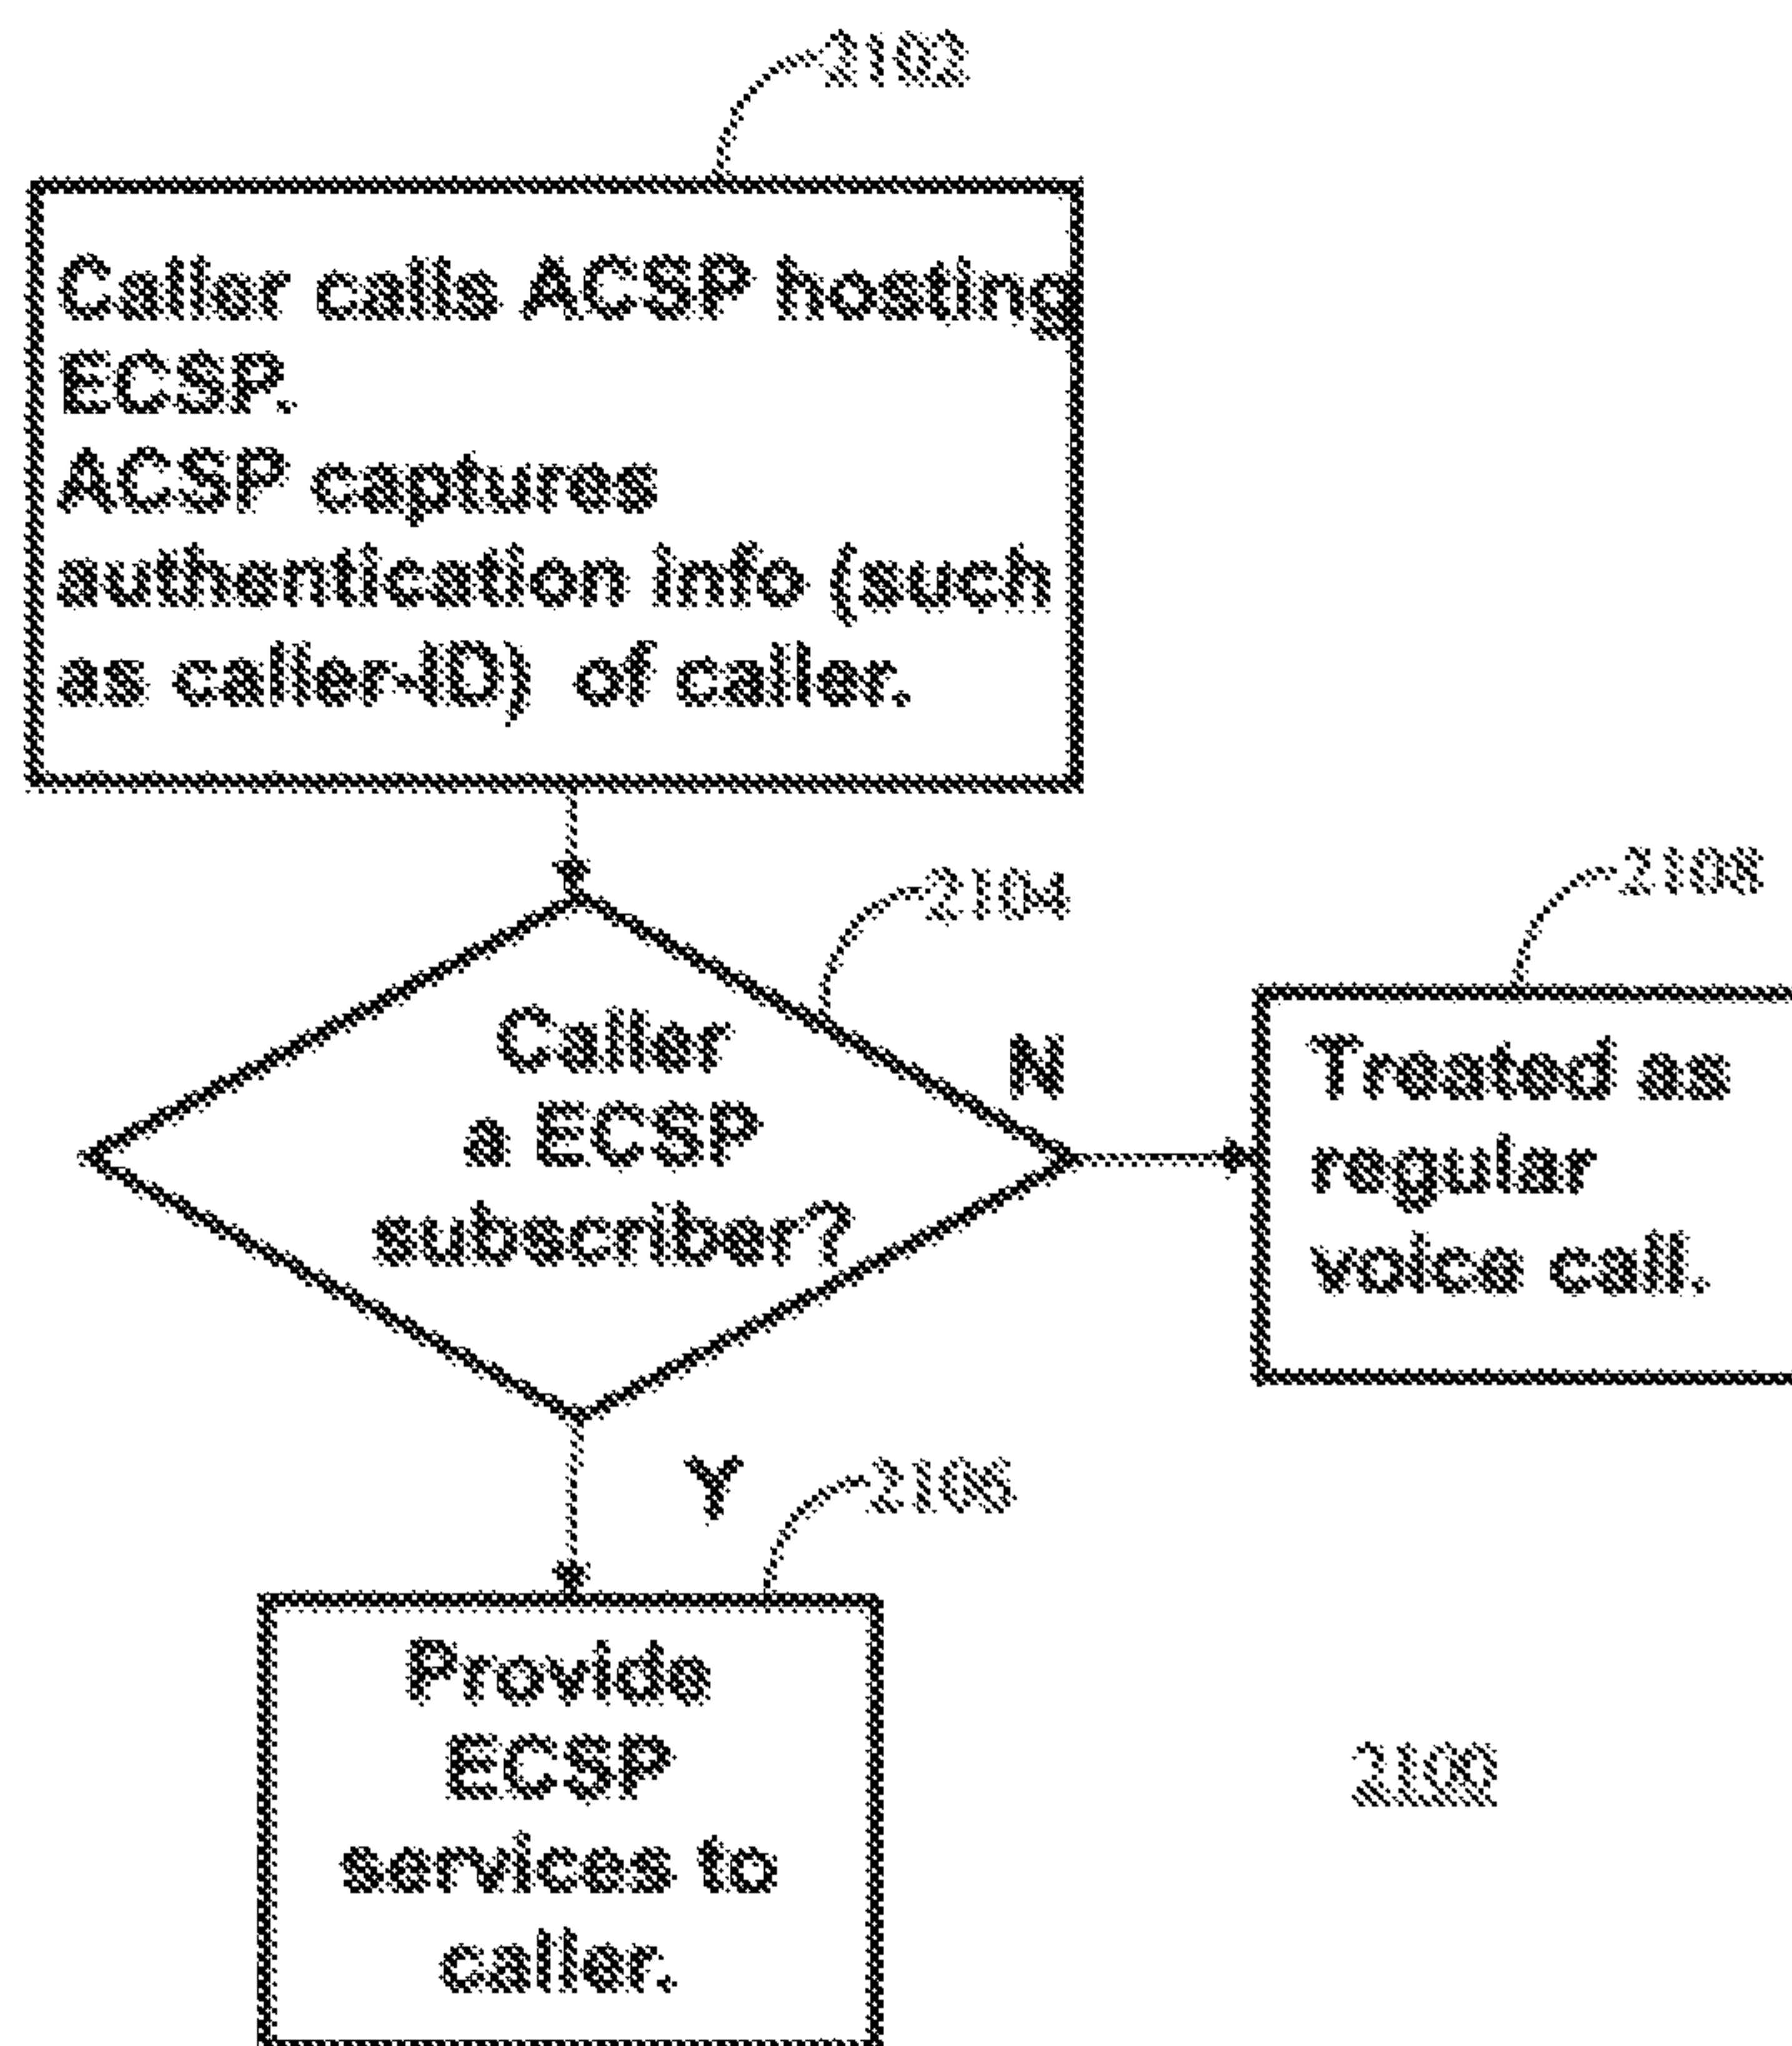 2102
Caller calls ACSP hosting
ECSP.
ACSP captures
authentication info (such
as caller-ID) of caller.
2104
Caller
a ECSP
subscriber?
N
2108
Treated as
regular
voice call.
Y
2106
Provide
ECSP
services to
caller.
2100